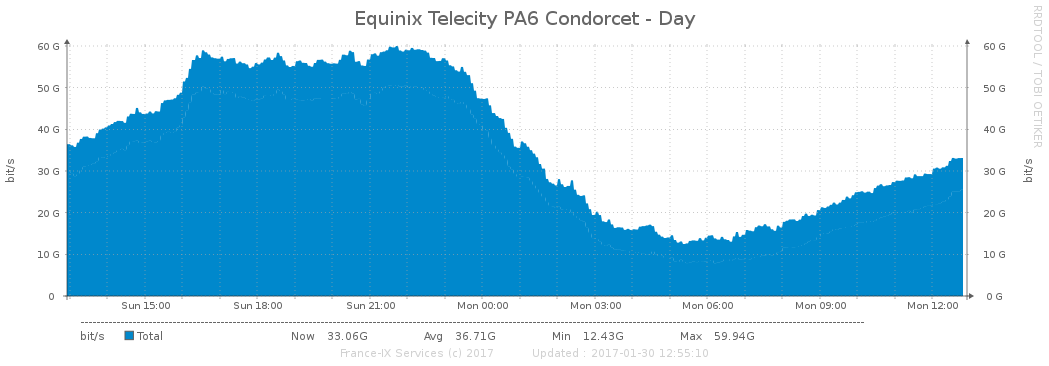 Equinix Telecity PA6 Condorcet - Day
RRDTOOL / TOBI OETIKER
60 G 60 G
50 G 50 G
40 G 40 G
30 G 30 G
20 G 20 G
10 G 10 G
0 0 G
bit/s bit/s
Sun 15:00 Sun 18:00 Sun 21:00 Mon 00:00 Mon 03:00 Mon 06:00 Mon 09:00 Mon 12:00
bit/s Total Now 33.06G Avg 36.71G Min 12.43G Max 59.94G
France-IX Services (c) 2017 Updated : 2017-01-30 12:55:10